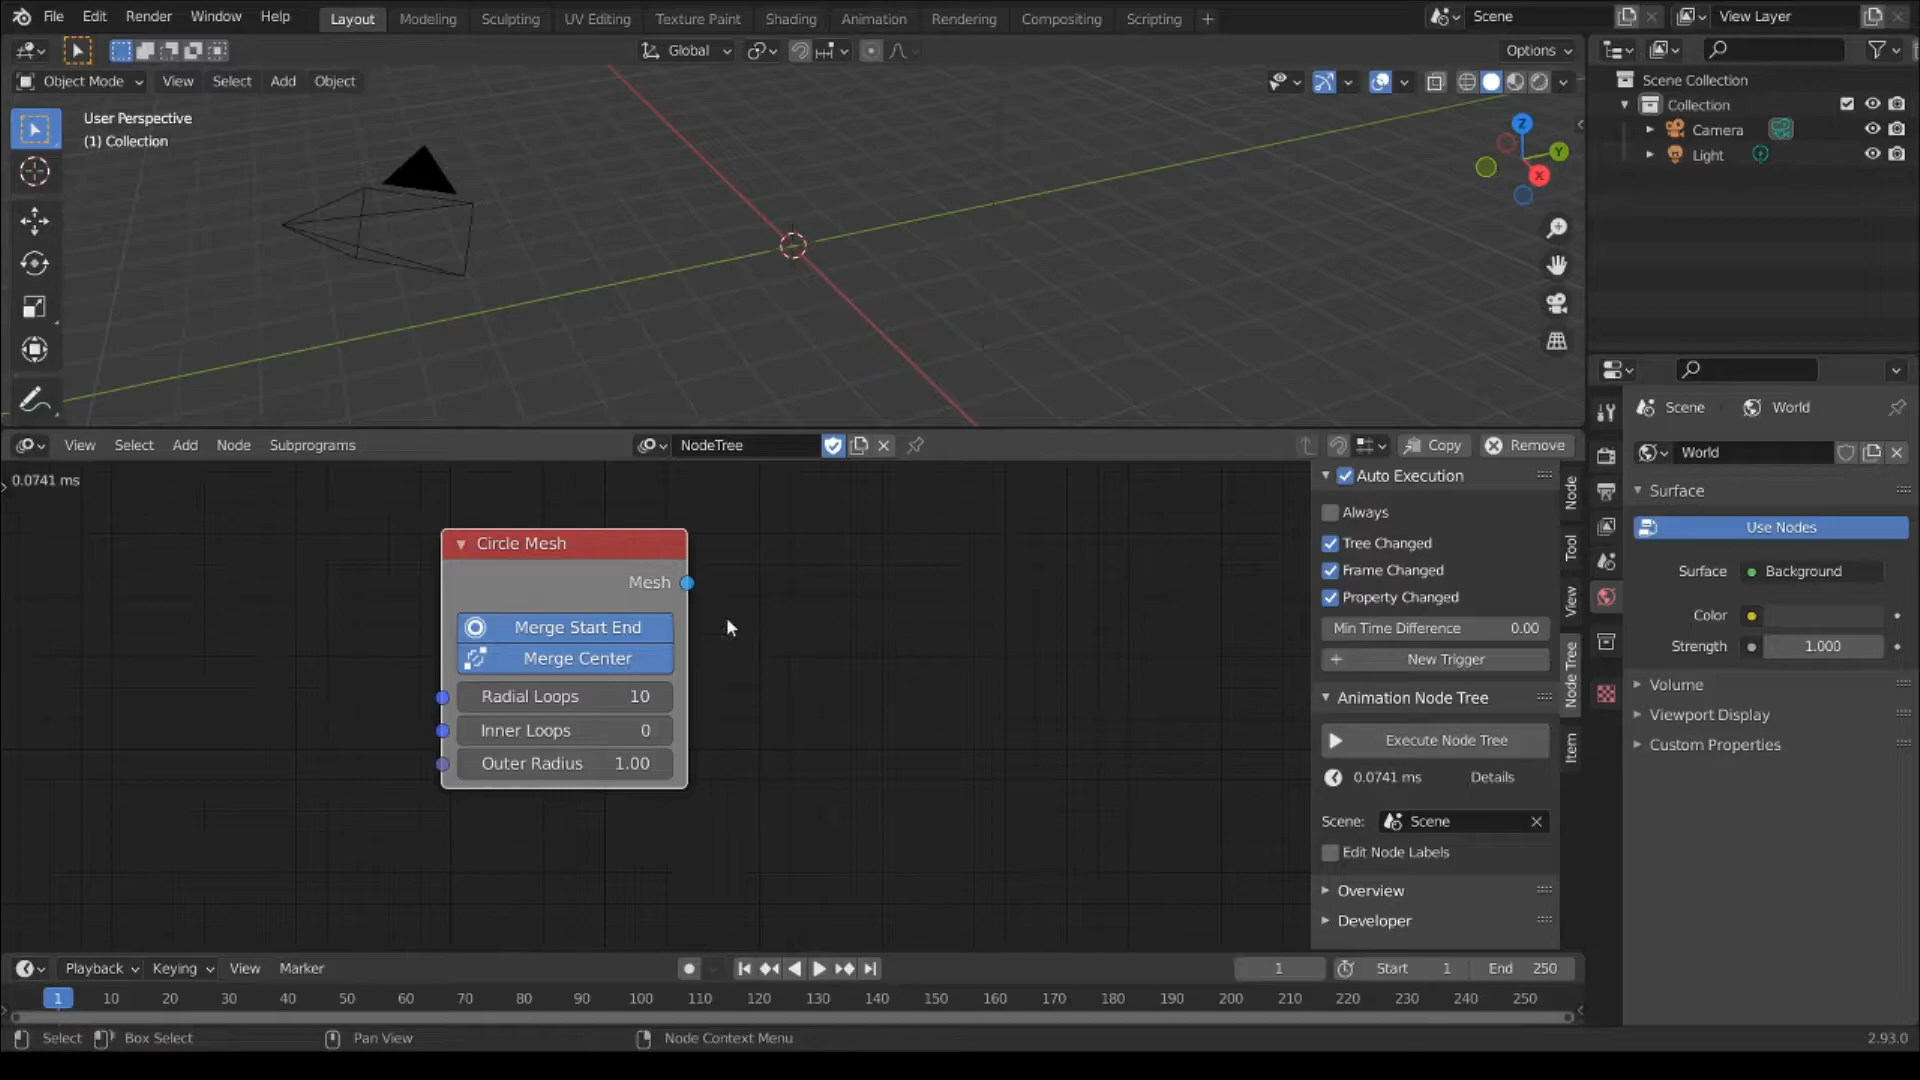 File Edit Render Window Help Layout Modeling Sculpting UV Editing Texture Paint Shading Animation Rendering Compositing Scripting + Scene View Layer
Global Options
Object Mode View Select Add Object
User Perspective
(1) Collection
Z
Y
X
Scene Collection
Collection
Camera
Light
Scene World
World
Surface
Use Nodes
Surface Background
Color
Strength 1.000
Volume
Viewport Display
Custom Properties
View Select Add Node Subprograms NodeTree Copy Remove
0.0741 ms
Circle Mesh
Mesh
Merge Start End
Merge Center
Radial Loops 10
Inner Loops 0
Outer Radius 1.00
Auto Execution
Always
Tree Changed
Frame Changed
Property Changed
Min Time Difference 0.00
New Trigger
Animation Node Tree
Execute Node Tree
0.0741 ms Details
Scene: Scene
Edit Node Labels
Overview
Developer
Node
Tool
View
Node Tree
Item
Playback Keying View Marker 1 Start 1 End 250
1 10 20 30 40 50 60 70 80 90 100 110 120 130 140 150 160 170 180 190 200 210 220 230 240 250
Select Box Select Pan View Node Context Menu 2.93.0